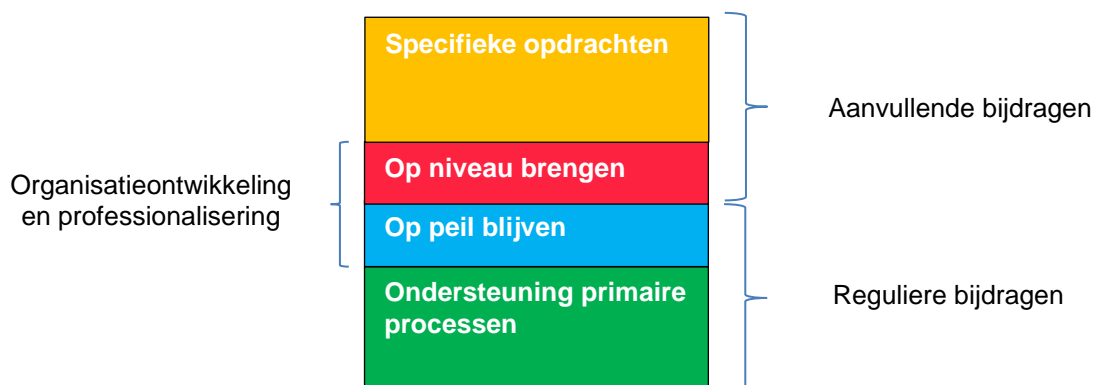 Specifieke opdrachten
Aanvullende bijdragen
Op niveau brengen
Organisatieontwikkeling
en professionalisering
Op peil blijven
Ondersteuning primaire
processen
Reguliere bijdragen